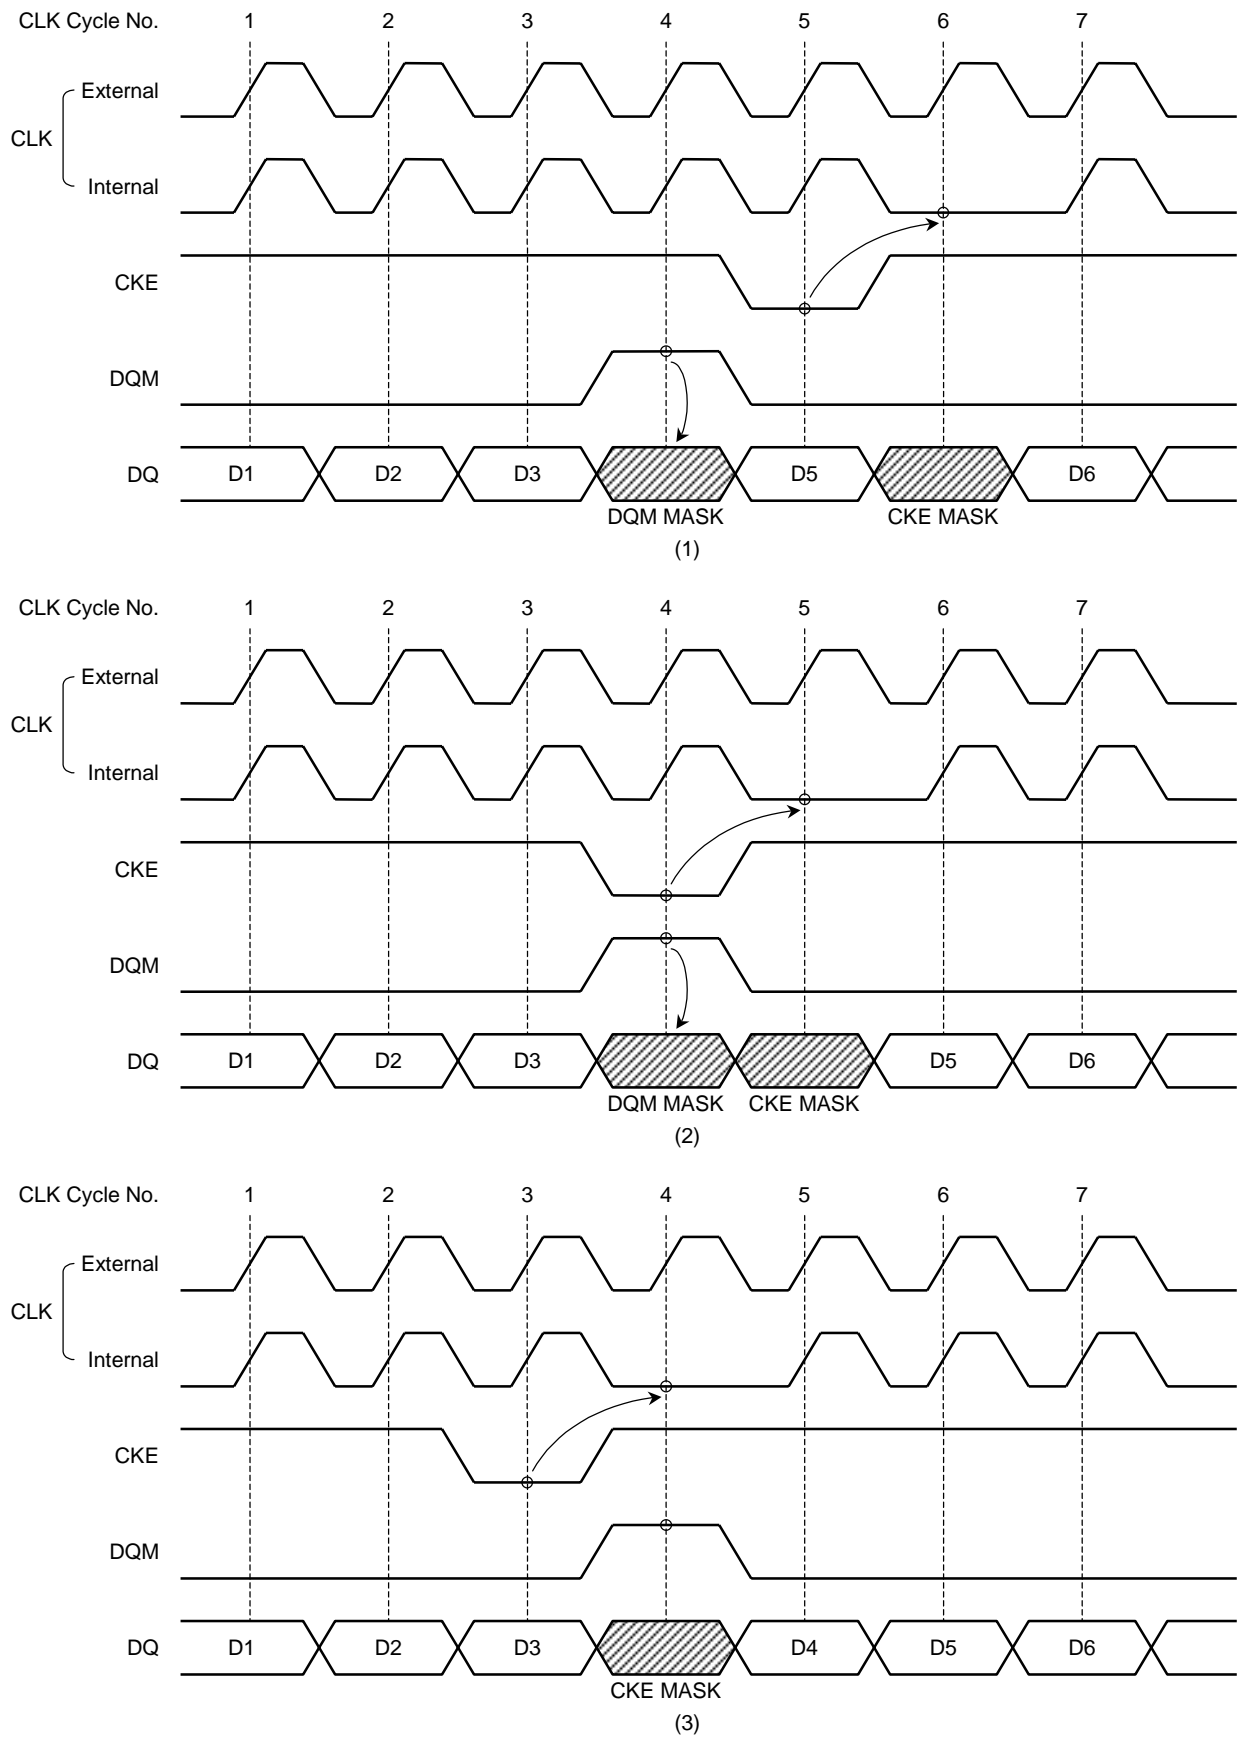 CLK Cycle No. 1 2 3 4 5 6 7
External
CLK
Internal
CKE
DQM
DQ D1 D2 D3 D5 D6
DQM MASK CKE MASK
(1)
CLK Cycle No. 1 2 3 4 5 6 7
External
CLK
Internal
CKE
DQM
DQ D1 D2 D3 D5 D6
DQM MASK CKE MASK
(2)
CLK Cycle No. 1 2 3 4 5 6 7
External
CLK
Internal
CKE
DQM
DQ D1 D2 D3 D4 D5 D6
CKE MASK
(3)